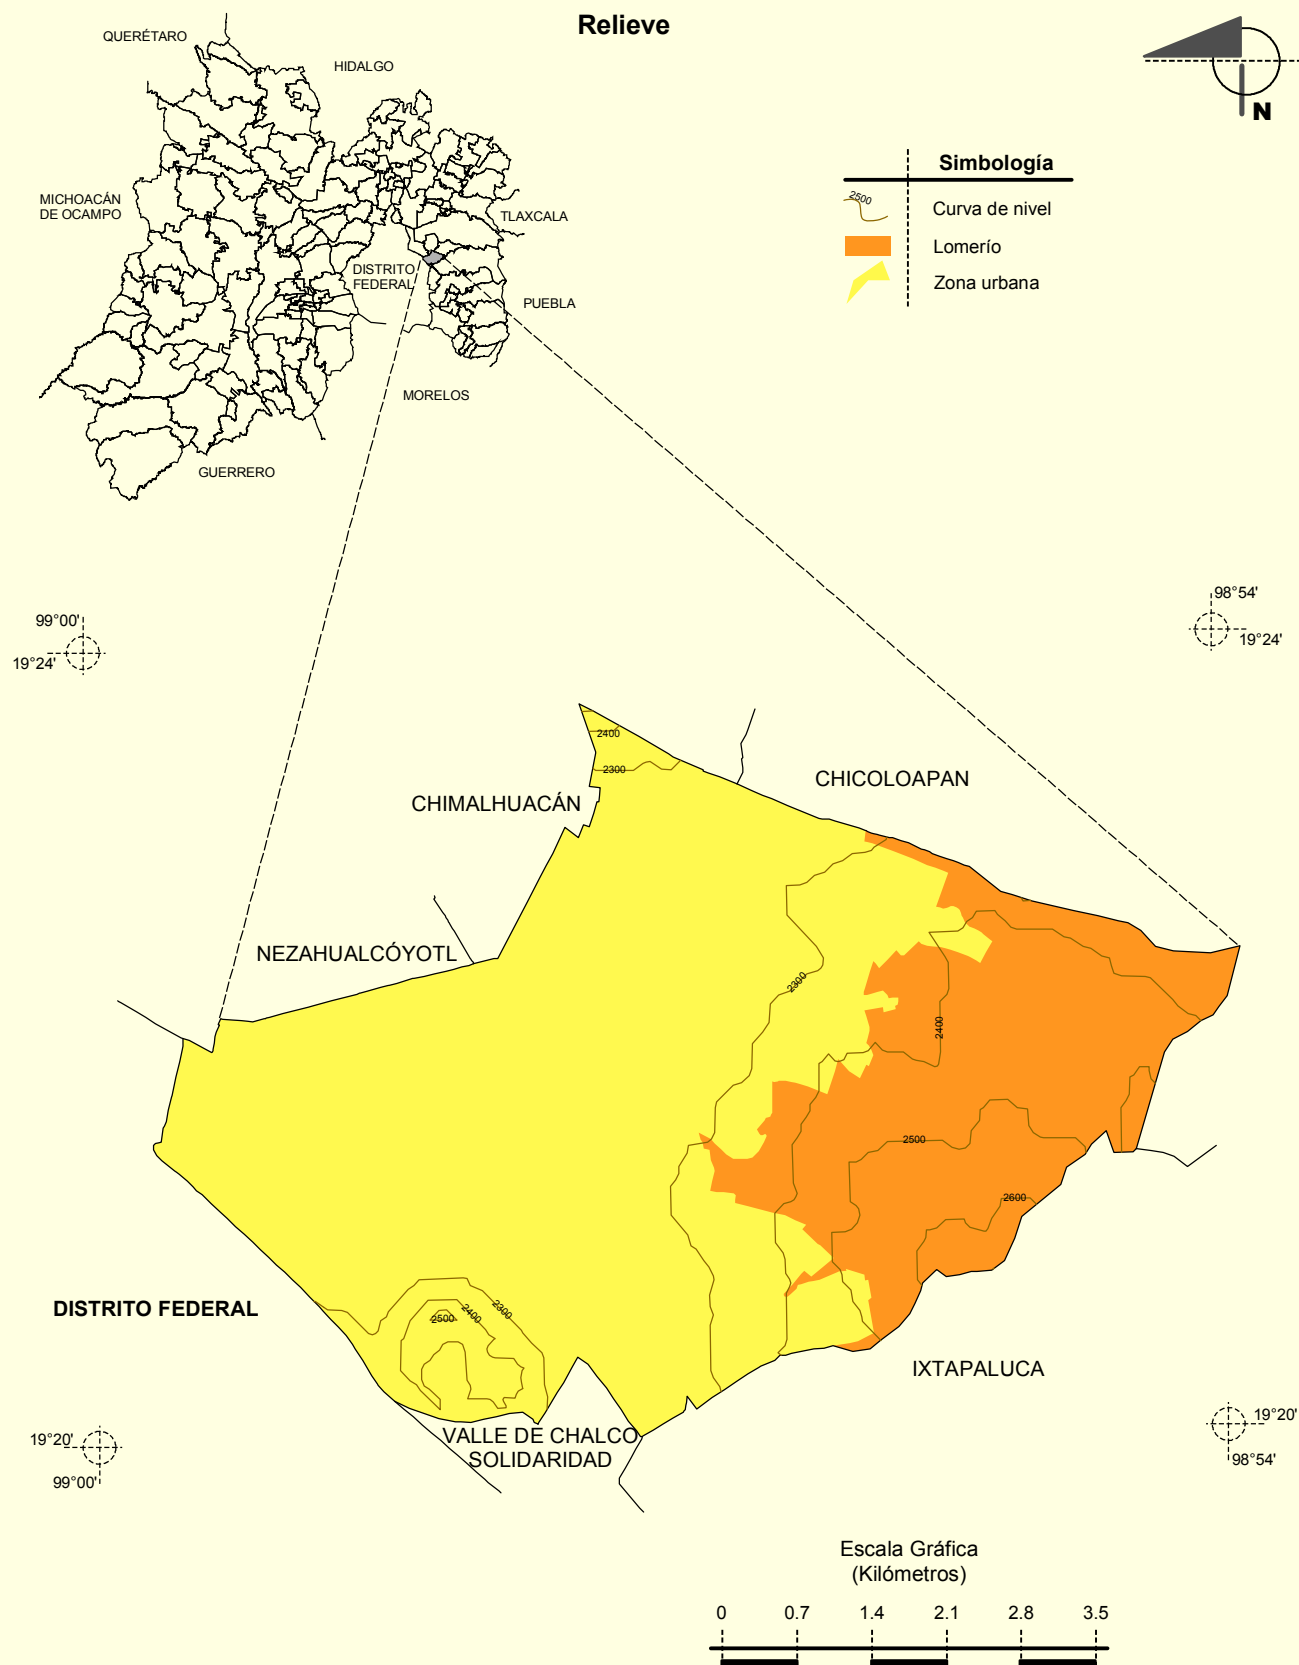 Relieve
QUERÉTARO
HIDALGO
MICHOACÁN
DE OCAMPO
TLAXCALA
DISTRITO
FEDERAL
PUEBLA
MORELOS
GUERRERO
N
Simbología
2500
Curva de nivel
Lomerío
Zona urbana
99°00'
19°24'
98°54'
19°24'
2400
2300
CHICOLOAPAN
CHIMALHUACÁN
NEZAHUALCÓYOTL
2300
2400
2500
2600
DISTRITO FEDERAL
2300
2400
2500
IXTAPALUCA
VALLE DE CHALCO
SOLIDARIDAD
19°20'
99°00'
19°20'
98°54'
Escala Gráfica
(Kilómetros)
0 0.7 1.4 2.1 2.8 3.5